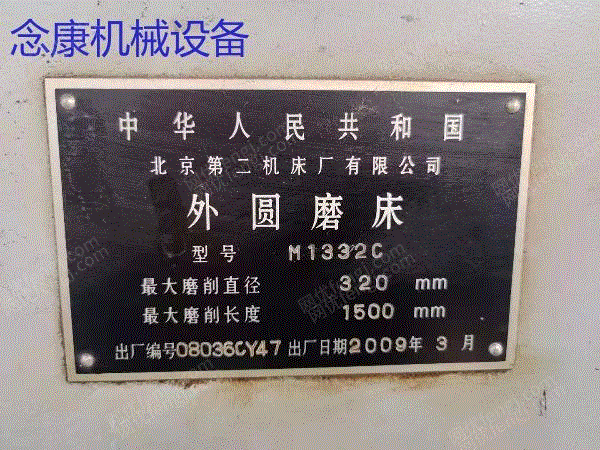 念康机械设备
中华人民共和国
北京第二机床厂有限公司
外圆磨床
型号 M1332C
最大磨削直径 320 mm
最大磨削长度 1500 mm
出厂编号08036CY47 出厂日期2009年 3 月